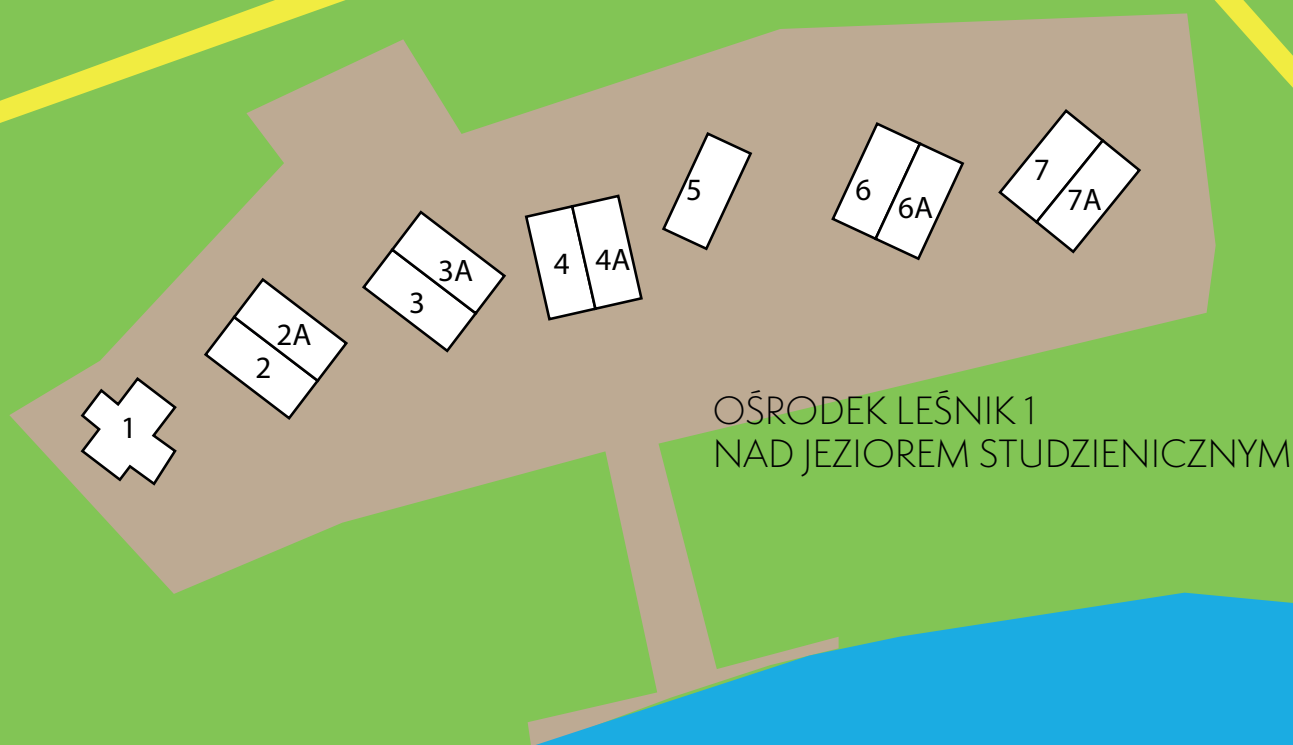 7
7A
6
6A
5
4
4A
3A
3
2A
2
1
OŚRODEK LEŚNIK 1
NAD JEZIOREM STUDZIENICZNYM